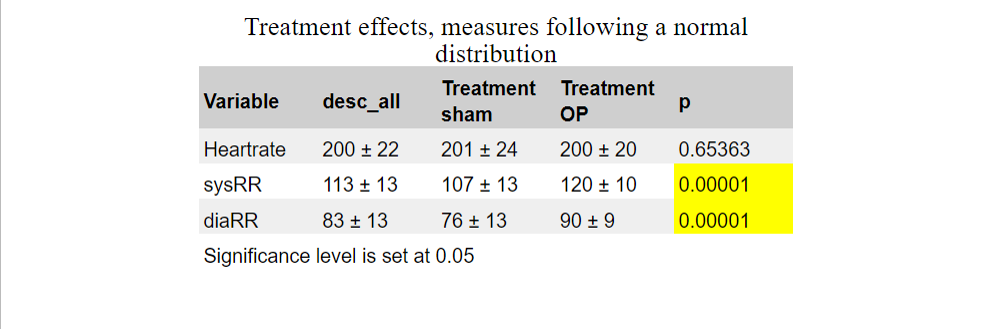 Treatment effects, measures following a normal
distribution
Variable desc_all Treatment sham Treatment OP p
Heartrate 200 ± 22 201 ± 24 200 ± 20 0.65363
sysRR 113 ± 13 107 ± 13 120 ± 10 0.00001
diaRR 83 ± 13 76 ± 13 90 ± 9 0.00001
Significance level is set at 0.05